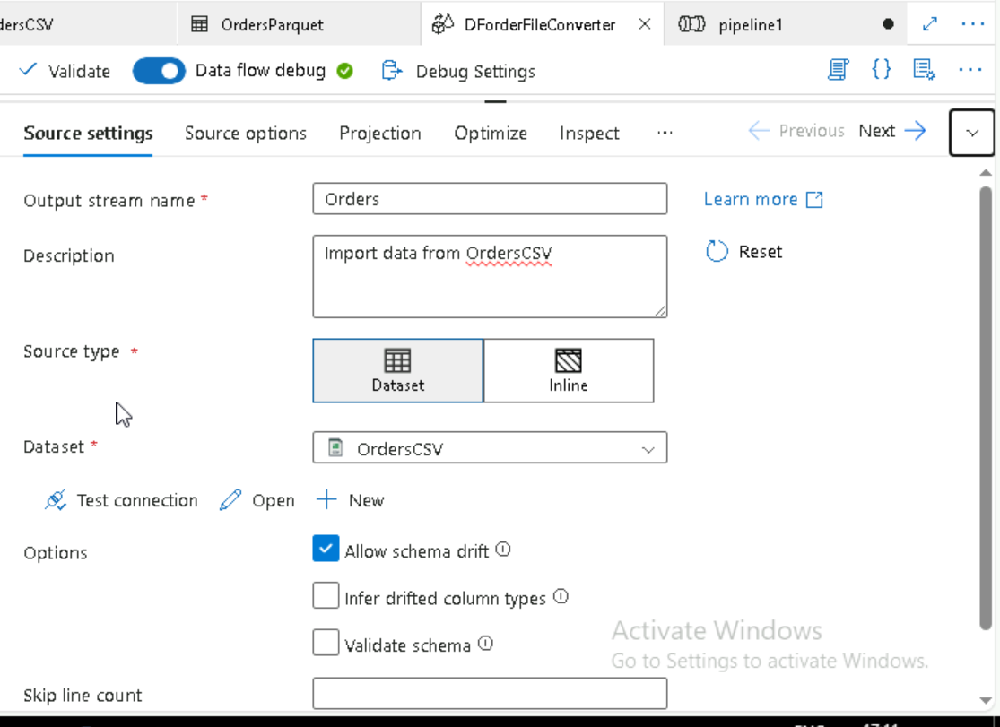 dersCSV OrdersParquet DForderFileConverter pipeline1
Validate Data flow debug Debug Settings {}
Source settings Source options Projection Optimize Inspect ... Previous Next
Output stream name * Orders Learn more
Description Import data from OrdersCSV Reset
Source type *
Dataset Inline
Dataset * OrdersCSV
Test connection Open New
Options Allow schema drift
Infer drifted column types
Validate schema
Activate Windows
Go to Settings to activate Windows.
Skip line count